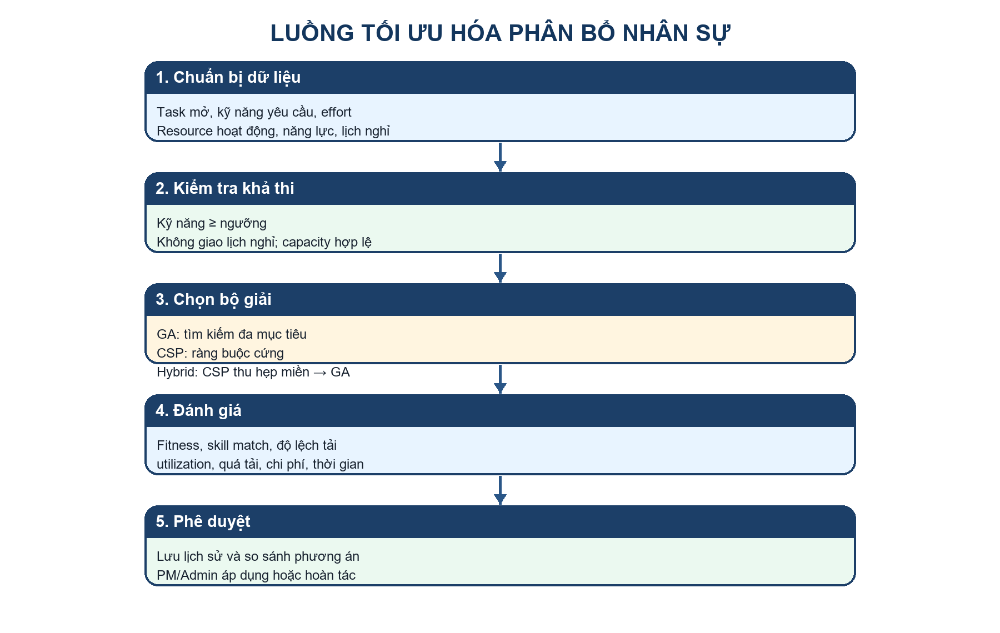 LUỒNG TỐI ƯU HÓA PHÂN BỔ NHÂN SỰ
1. Chuẩn bị dữ liệu
Task mở, kỹ năng yêu cầu, effort
Resource hoạt động, năng lực, lịch nghỉ
2. Kiểm tra khả thi
Kỹ năng ≥ ngưỡng
Không giao lịch nghỉ; capacity hợp lệ
3. Chọn bộ giải
GA: tìm kiếm đa mục tiêu
CSP: ràng buộc cứng
Hybrid: CSP thu hẹp miền → GA
4. Đánh giá
Fitness, skill match, độ lệch tải
utilization, quá tải, chi phí, thời gian
5. Phê duyệt
Lưu lịch sử và so sánh phương án
PM/Admin áp dụng hoặc hoàn tác